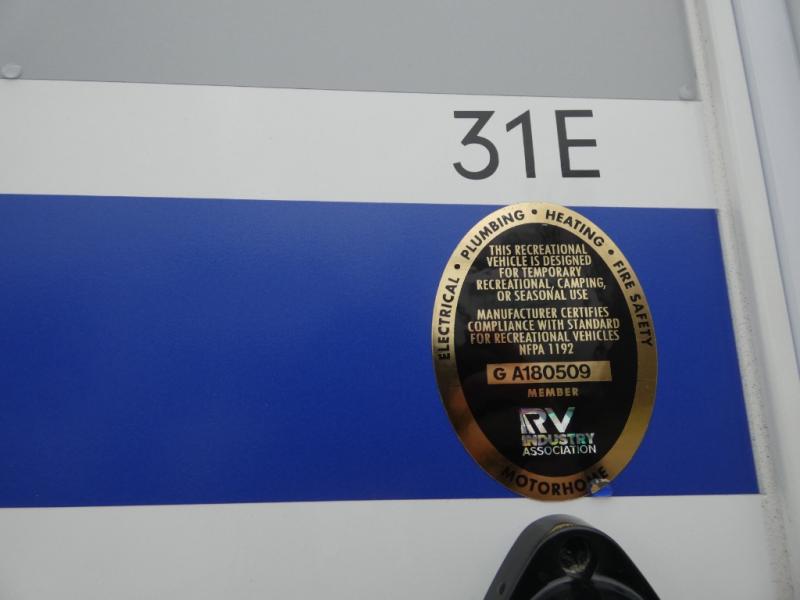 31E
ELECTRICAL • PLUMBING • HEATING • FIRE SAFETY
THIS RECREATIONAL
VEHICLE IS DESIGNED
FOR TEMPORARY
RECREATIONAL, CAMPING,
OR SEASONAL USE
MANUFACTURER CERTIFIES
COMPLIANCE WITH STANDARD
FOR RECREATIONAL VEHICLES
NFPA 1192
G A180509
MEMBER
RV
INDUSTRY
ASSOCIATION
MOTORHOME